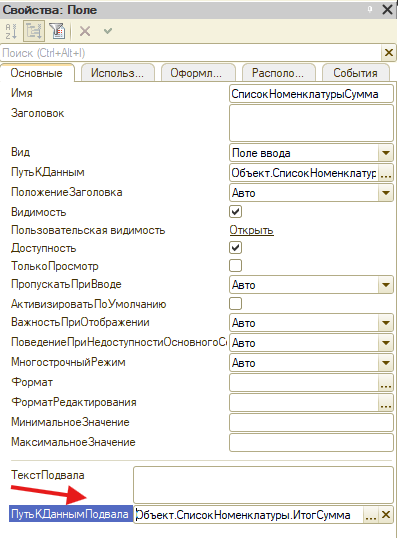 Свойства: Поле
Поиск (Ctrl+Alt+I)
Основные Использ... Оформл... Располо... События
Имя СписокНоменклатурыСумма
Заголовок
Вид Поле ввода
ПутьКДанным Объект.СписокНоменклатур ...
ПоложениеЗаголовка Авто
Видимость
Пользовательская видимость Открыть
Доступность
ТолькоПросмотр
ПропускатьПриВводе Авто
АктивизироватьПоУмолчанию
ВажностьПриОтображении Авто
ПоведениеПриНедоступностиОсновногоСе Авто
МногострочныйРежим Авто
Формат ...
ФорматРедактирования ...
МинимальноеЗначение
МаксимальноеЗначение
ТекстПодвала
ПутьКДаннымПодвала Объект.СписокНоменклатуры.ИтогСумма ...